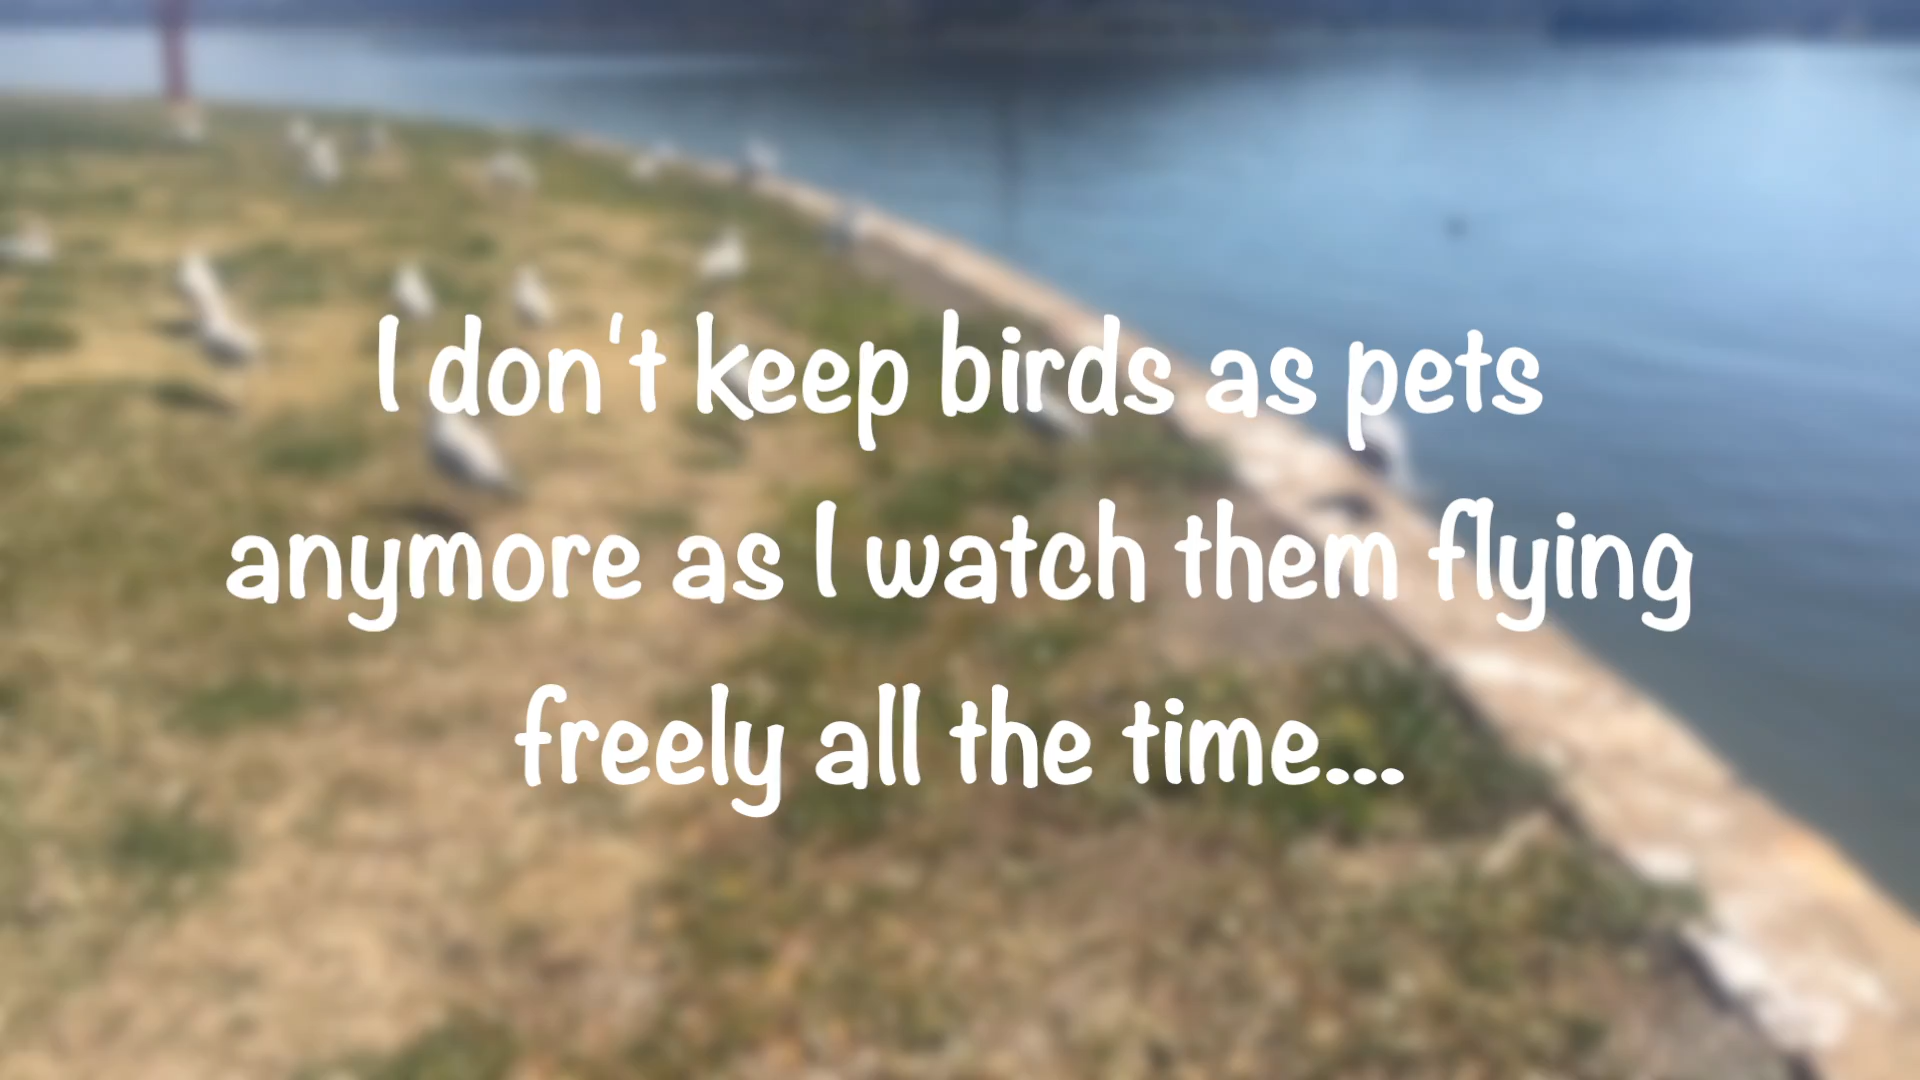 I don't keep birds as pets
anymore as I watch them flying
freely all the time...